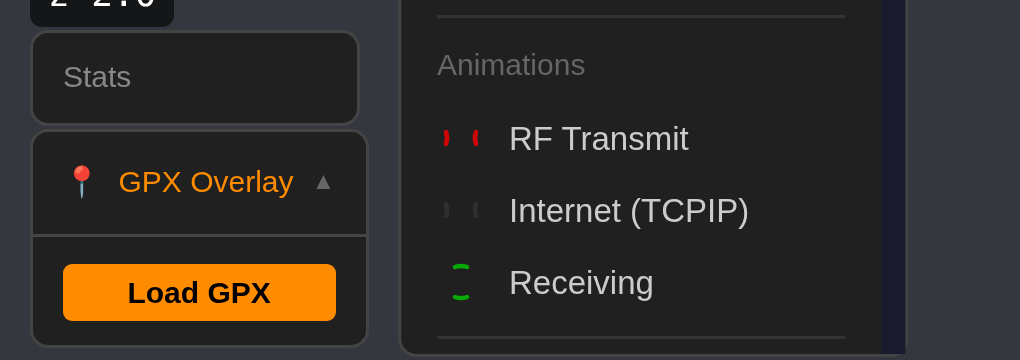 Stats
GPX Overlay
Load GPX
Animations
RF Transmit
Internet (TCPIP)
Receiving